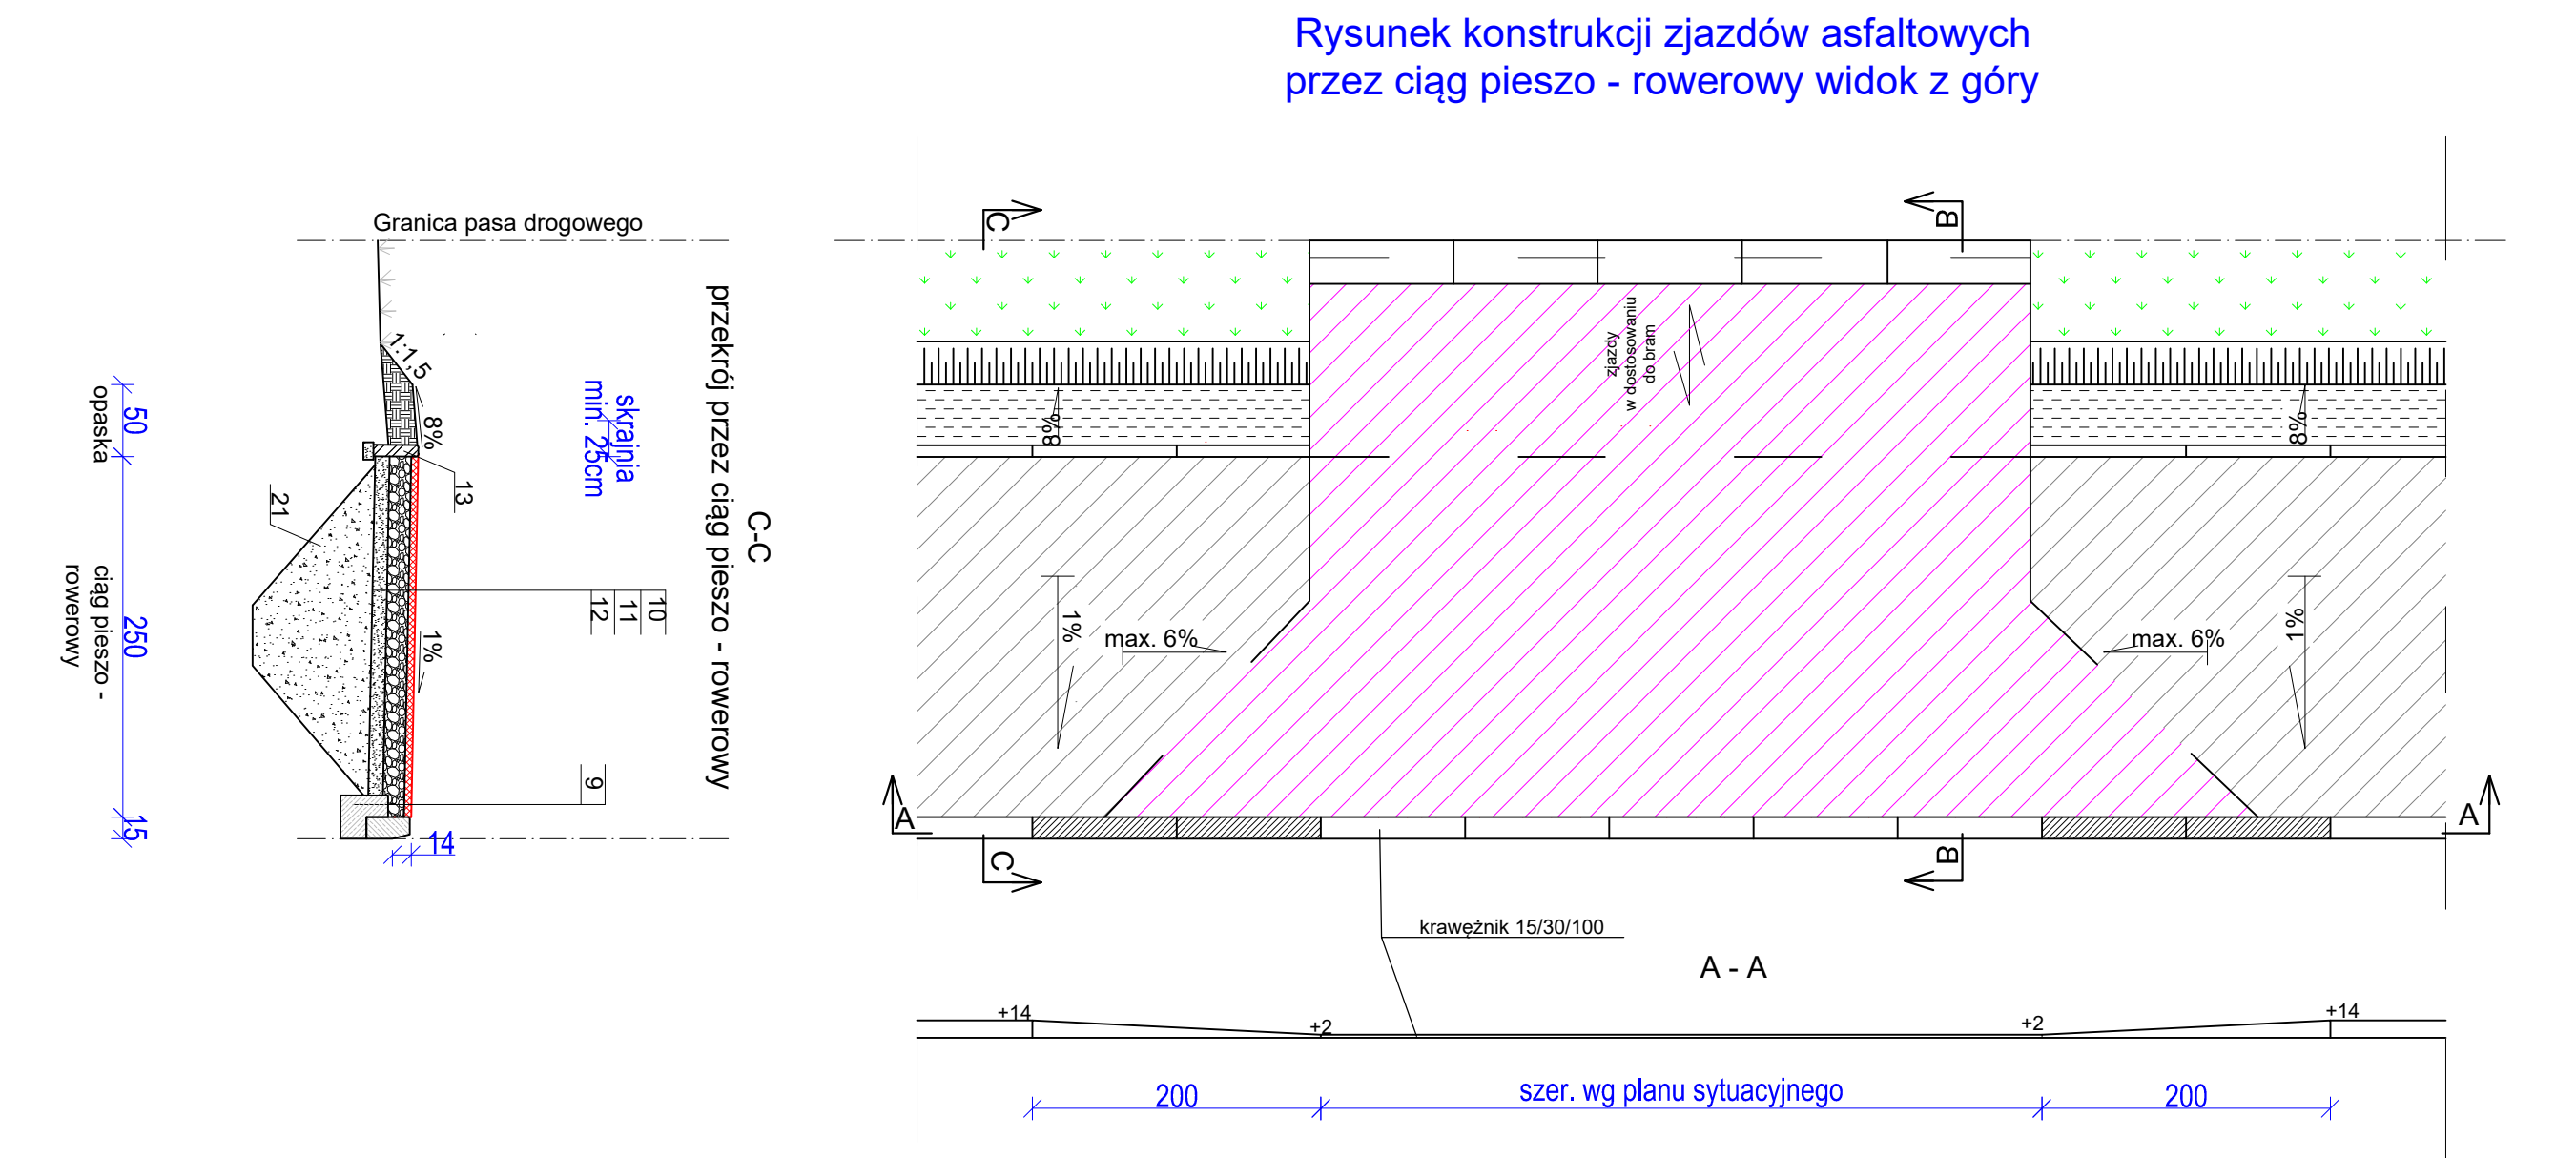 Rysunek konstrukcji zjazdów asfaltowych
przez ciąg pieszo - rowerowy widok z góry
Granica pasa drogowego
1:1,5
8%
50
opaska
skrajnia
min. 25cm
13
21
C-C
przekrój przez ciąg pieszo - rowerowy
10
11
12
1%
250
ciąg pieszo -
rowerowy
9
15
14
C
B
zjazdy
w dostosowaniu
do bram
8%
8%
1%
max. 6%
max. 6%
1%
A
A
C
B
krawężnik 15/30/100
A - A
+14
+2
+2
+14
200
szer. wg planu sytuacyjnego
200